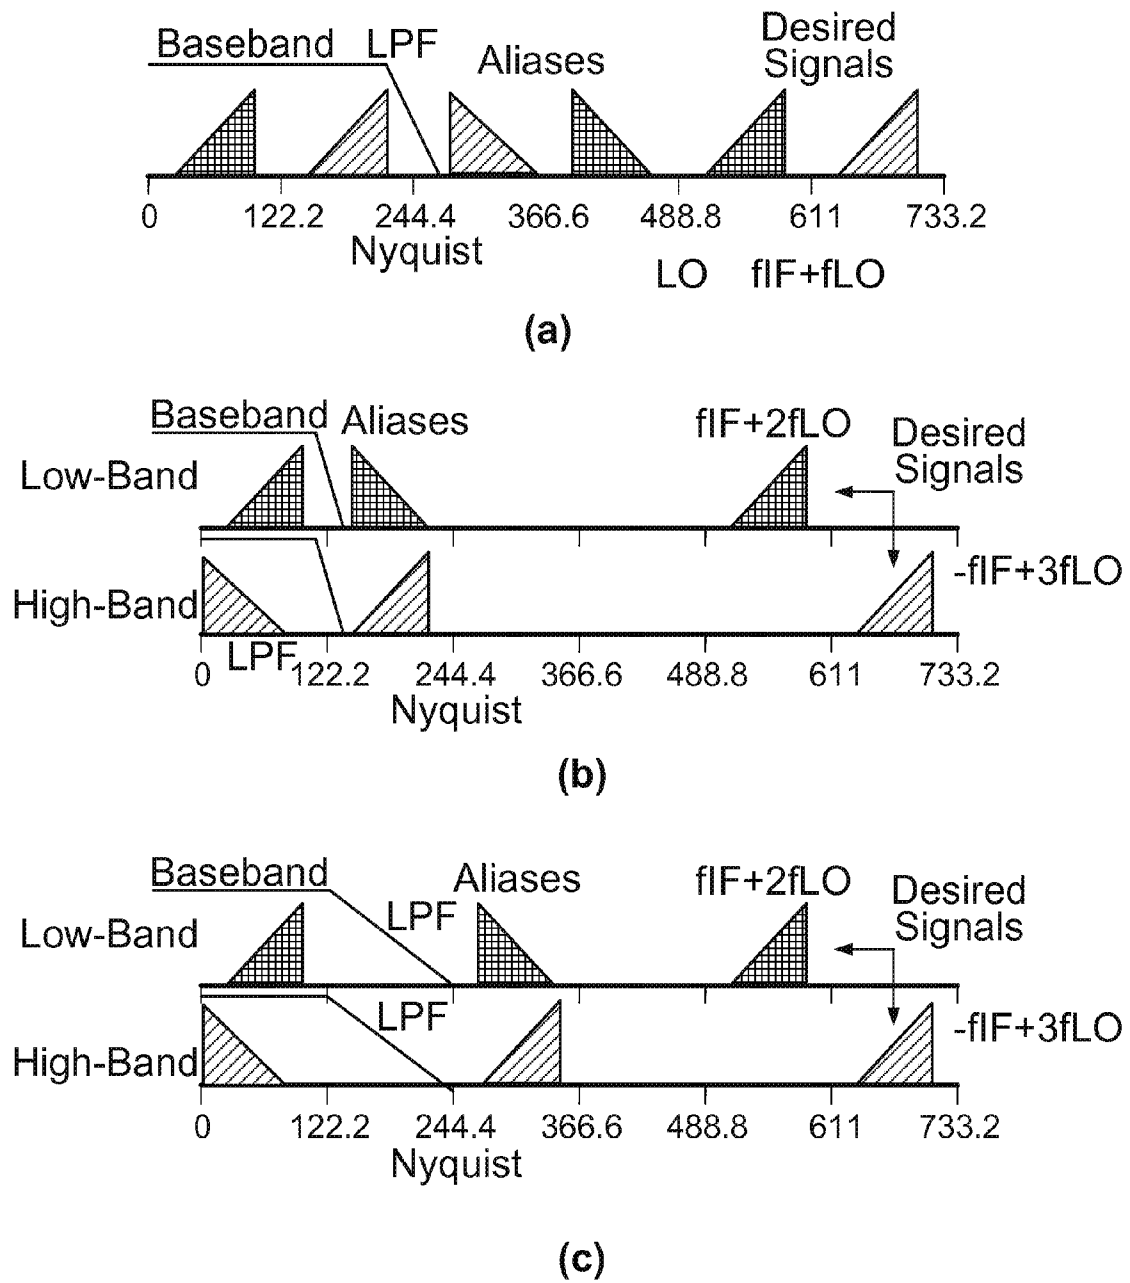 Baseband LPF Aliases Desired
Signals
0 122.2 244.4 366.6 488.8 611 733.2
Nyquist
LO fIF+fLO
(a)
Baseband Aliases fIF+2fLO Desired
Signals
Low-Band
-fIF+3fLO
High-Band
LPF
0 122.2 244.4 366.6 488.8 611 733.2
Nyquist
(b)
Baseband Aliases fIF+2fLO Desired
Signals
LPF
Low-Band
LPF -fIF+3fLO
High-Band
0 122.2 244.4 366.6 488.8 611 733.2
Nyquist
(c)